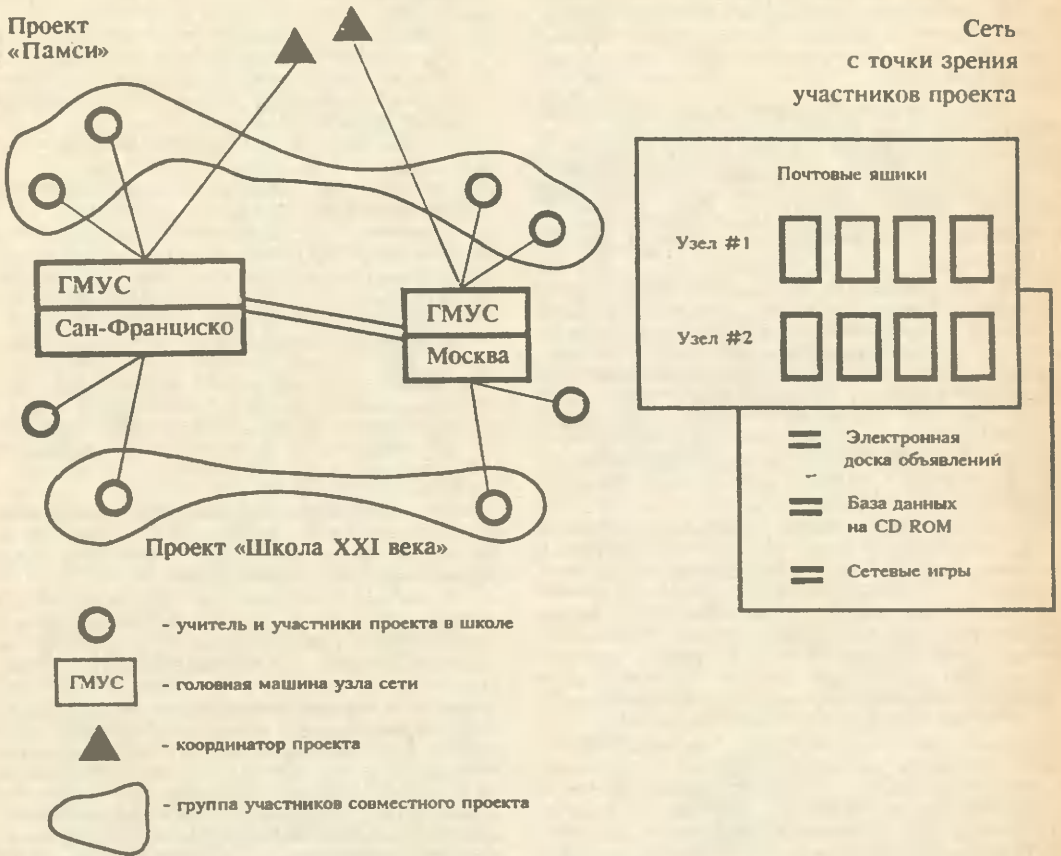 Проект
«Памси»
Сеть
с точки зрения
участников проекта
Почтовые яшики
Узел #1
Узел #2
ГМУС
Сан-Франциско
ГМУС
Москва
Электронная
доска объявлений
База данных
на CD ROM
Сетевые игры
Проект «Школа XXI века»
- учитель и участники проекта в школе
ГМУС
- головная машина узла сети
- координатор проекта
- группа участников совместного проекта